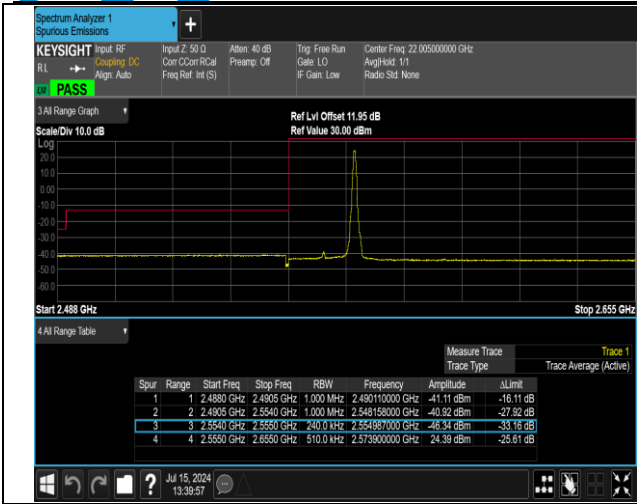 Spectrum Analyzer 1
Spurious Emissions
KEYSIGHT Input: RF Input Z: 50 Ω Atten: 40 dB Trig: Free Run Center Freq: 22.005000000 GHz
RL Coupling: DC Corr CCorr RCal Preamp: Off Gate: LO Avg|Hold: 1/1
Align: Auto Freq Ref: Int (S) IF Gain: Low Radio Std: None
PASS
3 All Range Graph
Ref Lvl Offset 11.95 dB
Scale/Div 10.0 dB Ref Value 30.00 dBm
Log
20.0
10.0
0.00
-10.0
-20.0
-30.0
-40.0
-50.0
-60.0
Start 2.488 GHz Stop 2.655 GHz
4 All Range Table
Measure Trace Trace 1
Trace Type Trace Average (Active)
Spur Range Start Freq Stop Freq RBW Frequency Amplitude ΔLimit
1 1 2.4880 GHz 2.4905 GHz 1.000 MHz 2.490110000 GHz -41.11 dBm -16.11 dB
2 2 2.4905 GHz 2.5540 GHz 1.000 MHz 2.548158000 GHz -40.92 dBm -27.92 dB
3 3 2.5540 GHz 2.5550 GHz 240.0 kHz 2.554987000 GHz -46.34 dBm -33.16 dB
4 4 2.5550 GHz 2.6550 GHz 510.0 kHz 2.573900000 GHz 24.39 dBm -25.61 dB
? Jul 15, 2024
13:39:57